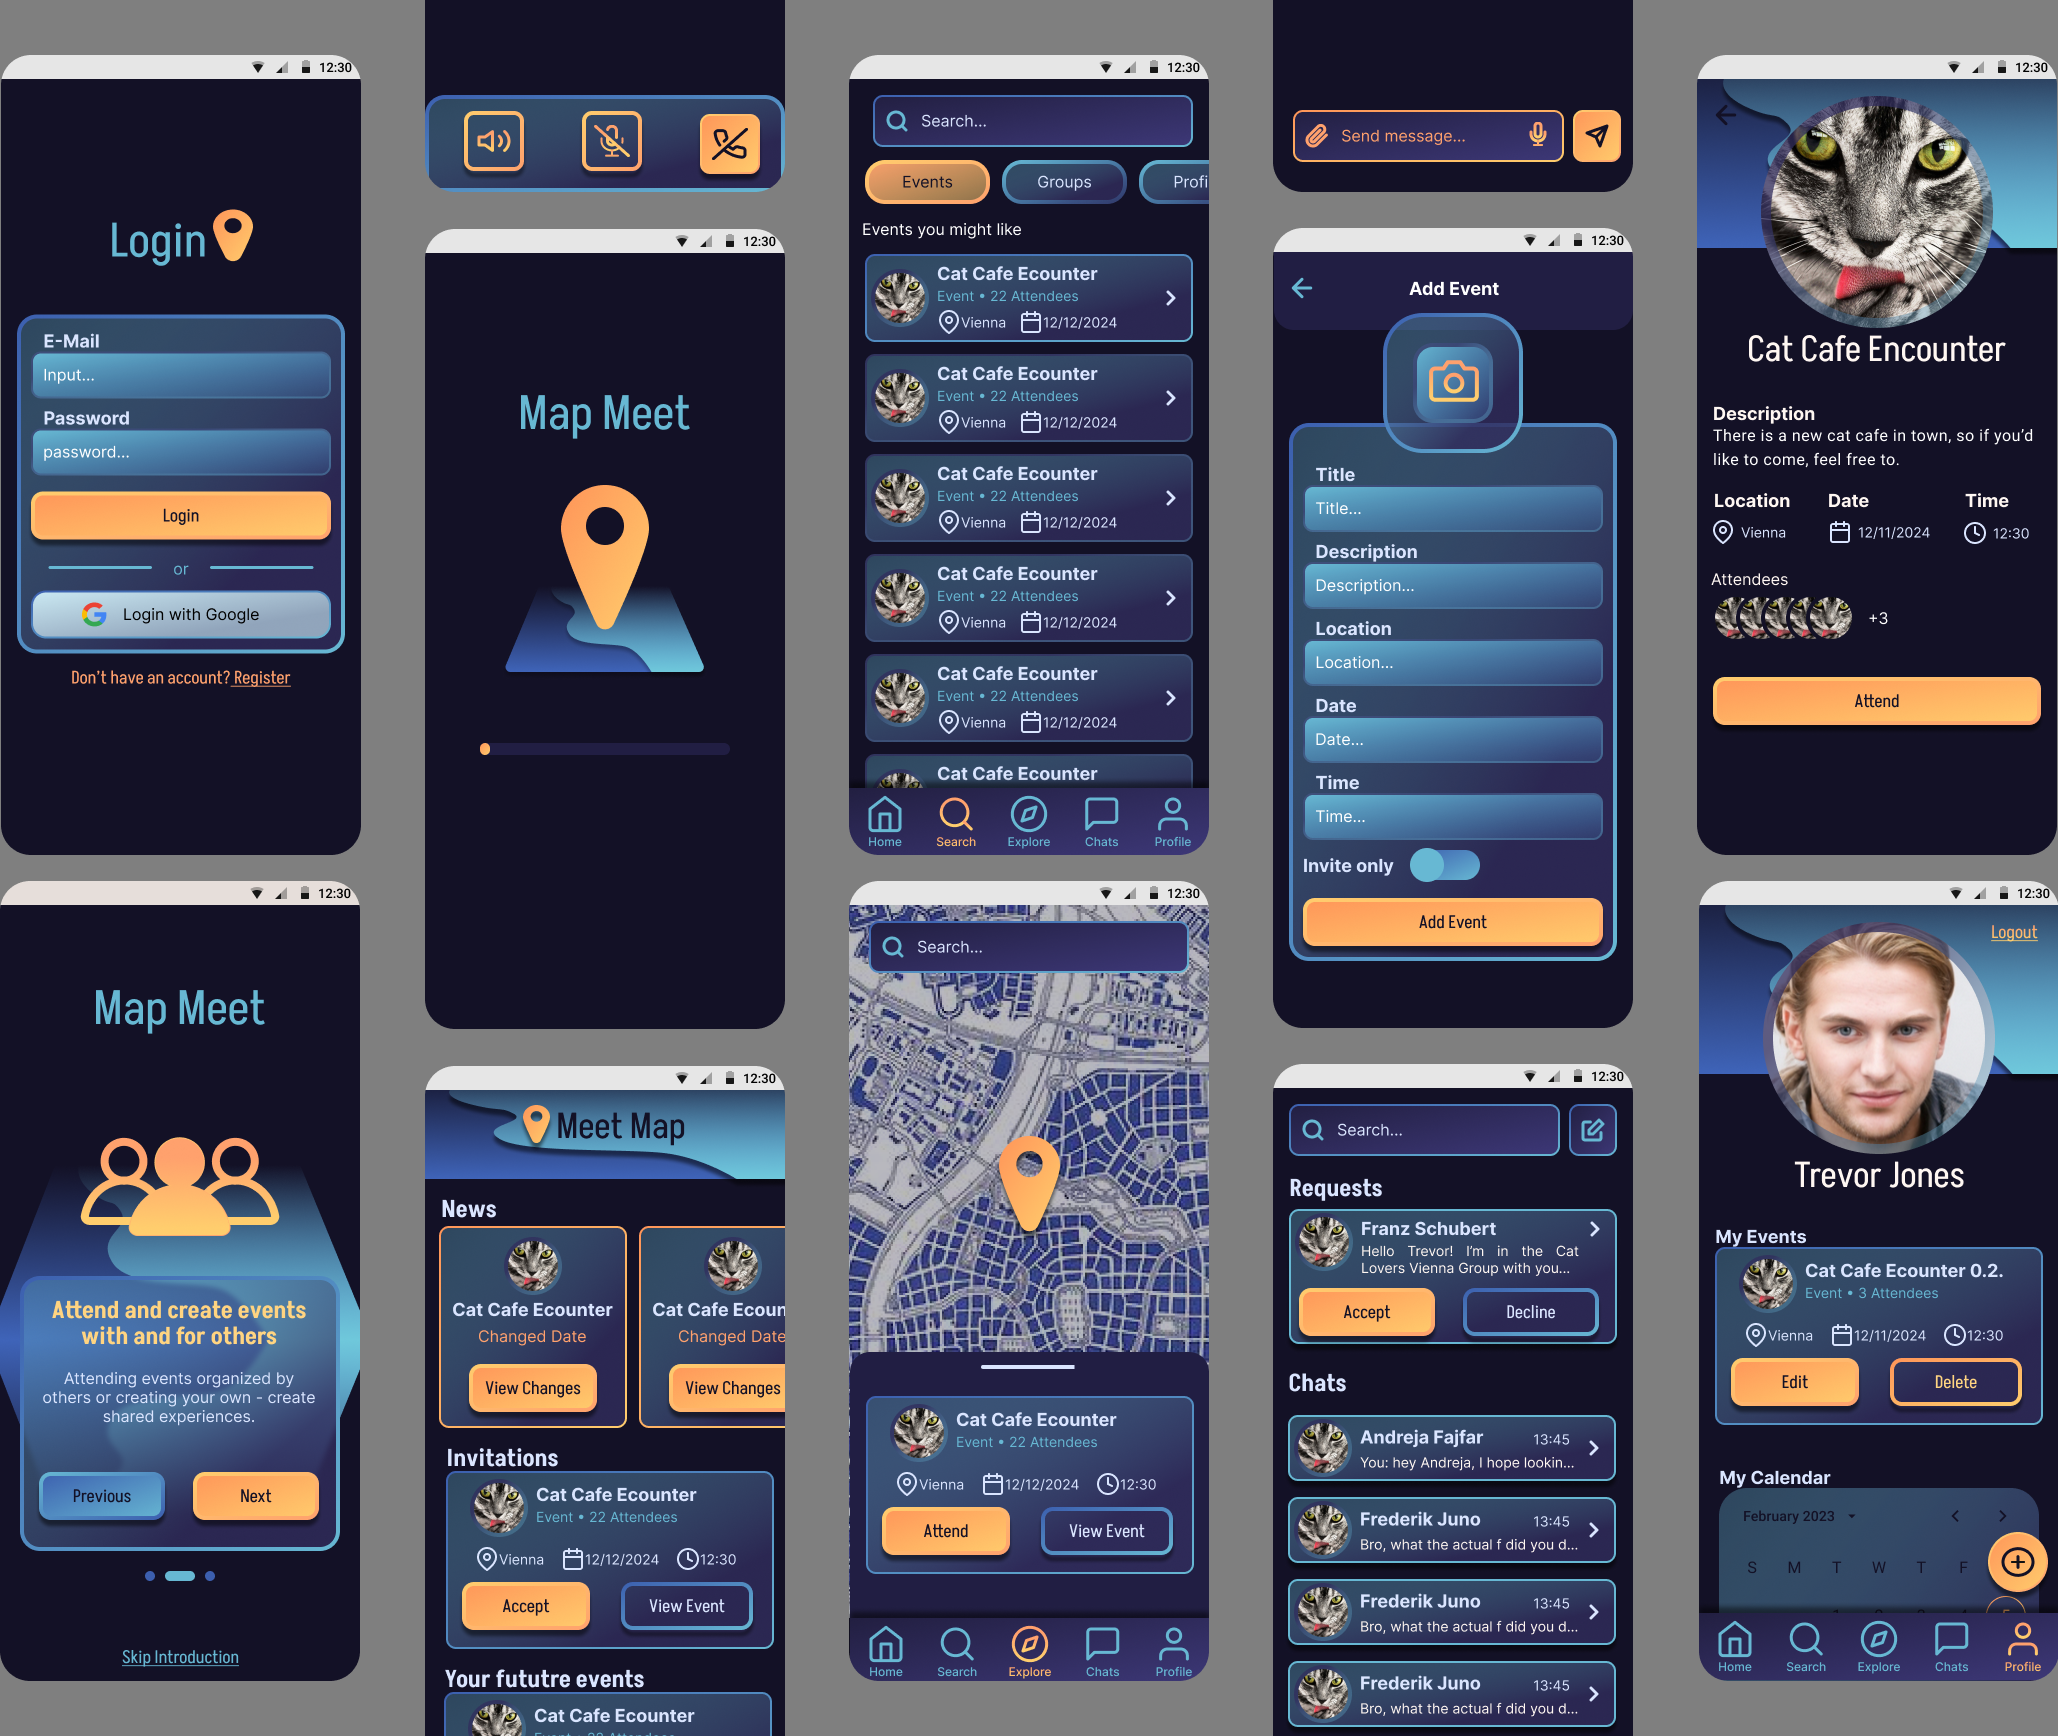 12:30
Login
E-Mail
Input...
Password
password...
Login
or
Login with Google
Don't have an account? Register
12:30
Map Meet
Attend and create events
with and for others
Attending events organized by
others or creating your own - create
shared experiences.
Previous
Next
Skip Introduction
12:30
Map Meet
12:30
Meet Map
News
Cat Cafe Ecounter
Changed Date
View Changes
Cat Cafe Ecoun
Changed Date
View Changes
Invitations
Cat Cafe Ecounter
Event • 22 Attendees
Vienna 12/12/2024 12:30
Accept
View Event
Your fututre events
Cat Cafe Ecounter
12:30
Search...
Events
Groups
Profi
Events you might like
Cat Cafe Ecounter
Event • 22 Attendees
Vienna 12/12/2024
Cat Cafe Ecounter
Event • 22 Attendees
Vienna 12/12/2024
Cat Cafe Ecounter
Event • 22 Attendees
Vienna 12/12/2024
Cat Cafe Ecounter
Event • 22 Attendees
Vienna 12/12/2024
Cat Cafe Ecounter
Event • 22 Attendees
Vienna 12/12/2024
Cat Cafe Ecounter
Home Search Explore Chats Profile
12:30
Search...
Cat Cafe Ecounter
Event • 22 Attendees
Vienna 12/12/2024 12:30
Attend
View Event
Home Search Explore Chats Profile
Send message...
12:30
Add Event
Title
Title...
Description
Description...
Location
Location...
Date
Date...
Time
Time...
Invite only
Add Event
12:30
Search...
Requests
Franz Schubert
Hello Trevor! I'm in the Cat
Lovers Vienna Group with you...
Accept
Decline
Chats
Andreja Fajfar 13:45
You: hey Andreja, I hope lookin...
Frederik Juno 13:45
Bro, what the actual f did you d...
Frederik Juno 13:45
Bro, what the actual f did you d...
Frederik Juno 13:45
Bro, what the actual f did you d...
12:30
Cat Cafe Encounter
Description
There is a new cat cafe in town, so if you'd
like to come, feel free to.
Location Date Time
Vienna 12/11/2024 12:30
Attendees
+3
Attend
12:30
Logout
Trevor Jones
My Events
Cat Cafe Ecounter 0.2.
Event • 3 Attendees
Vienna 12/11/2024 12:30
Edit
Delete
My Calendar
February 2023
S M T W T F
Home Search Explore Chats Profile